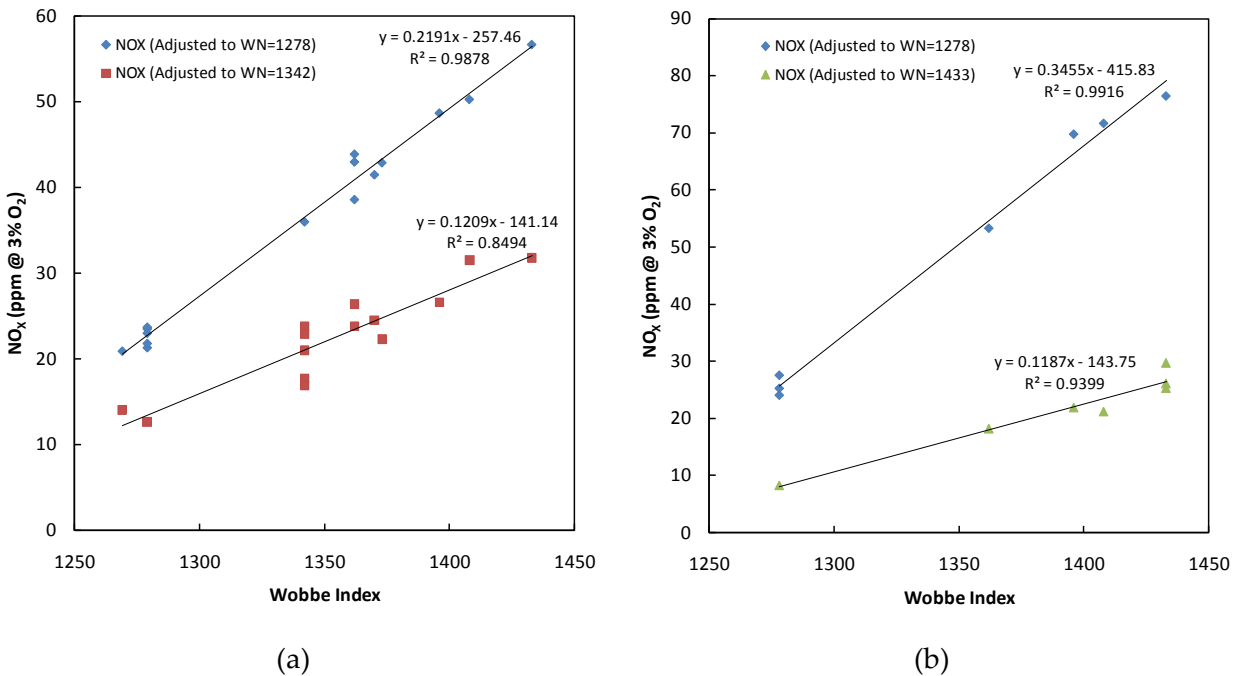 60
50
40
30
20
10
0
NOX (ppm @ 3% O2)
NOX (Adjusted to WN=1278)
NOX (Adjusted to WN=1342)
y = 0.2191x - 257.46
R² = 0.9878
y = 0.1209x - 141.14
R² = 0.8494
1250 1300 1350 1400 1450
Wobbe Index
(a)
90
80
70
60
50
40
30
20
10
0
NOX (ppm @ 3% O2)
NOX (Adjusted to WN=1278)
NOX (Adjusted to WN=1433)
y = 0.3455x - 415.83
R² = 0.9916
y = 0.1187x - 143.75
R² = 0.9399
1250 1300 1350 1400 1450
Wobbe Index
(b)